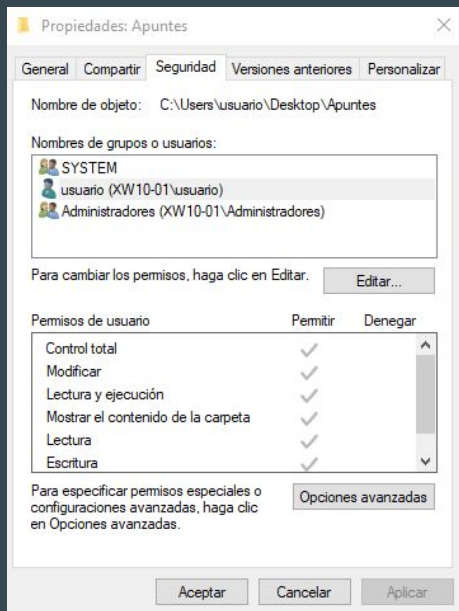 Propiedades: Apuntes
General Compartir Seguridad Versiones anteriores Personalizar
Nombre de objeto: C:\Users\usuario\Desktop\Apuntes
Nombres de grupos o usuarios:
SYSTEM
usuario (XW10-01\usuario)
Administradores (XW10-01\Administradores)
Para cambiar los permisos, haga clic en Editar. Editar...
Permisos de usuario Permitir Denegar
Control total
Modificar
Lectura y ejecución
Mostrar el contenido de la carpeta
Lectura
Escritura
Para especificar permisos especiales o
configuraciones avanzadas, haga clic
en Opciones avanzadas.
Opciones avanzadas
Aceptar Cancelar Aplicar